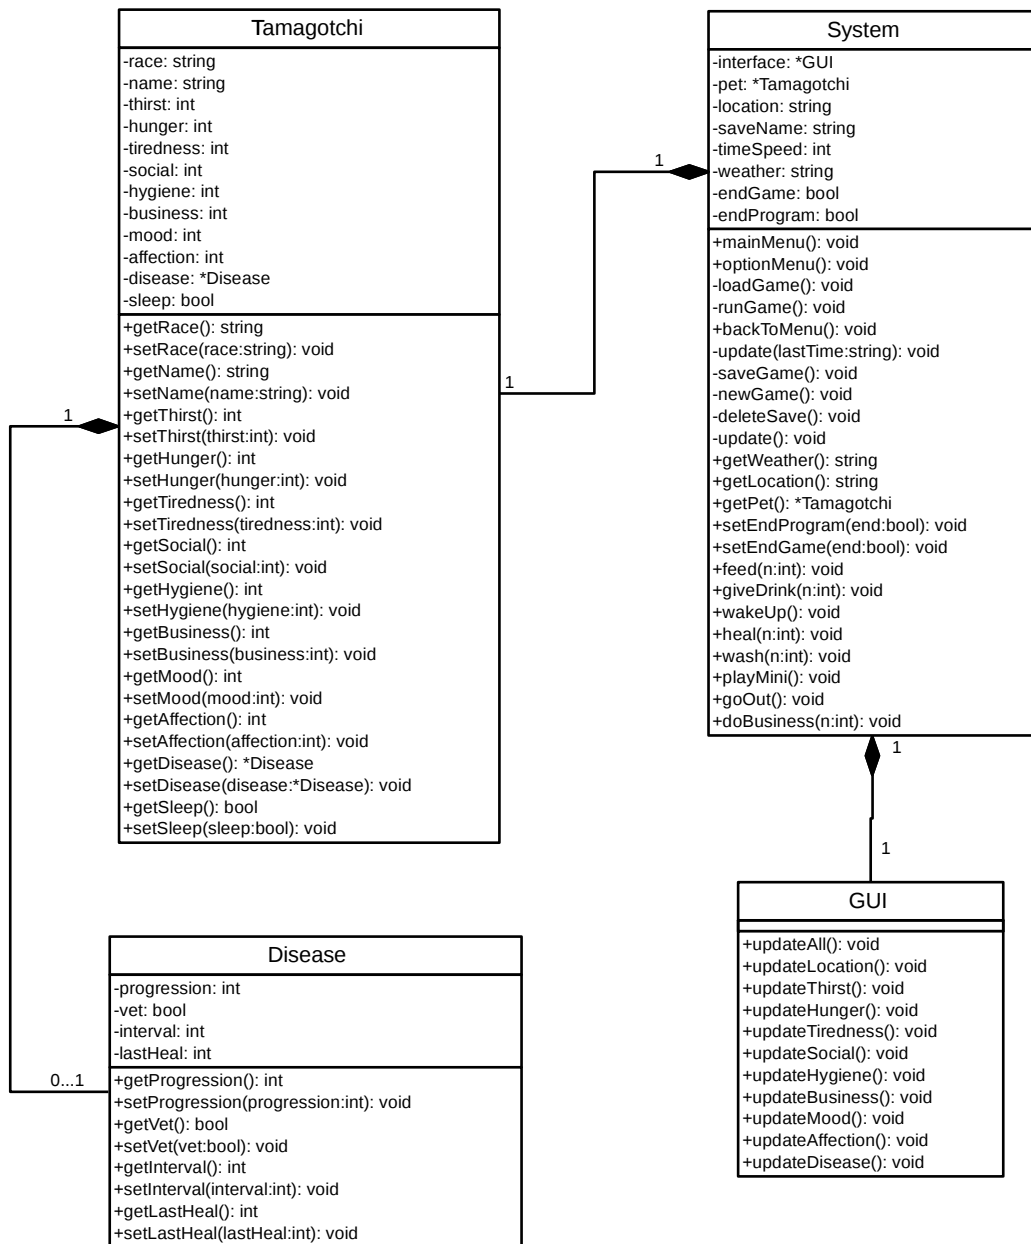 Tamagotchi
-race: string
-name: string
-thirst: int
-hunger: int
-tiredness: int
-social: int
-hygiene: int
-business: int
-mood: int
-affection: int
-disease: *Disease
-sleep: bool
+getRace(): string
+setRace(race:string): void
+getName(): string
+setName(name:string): void
+getThirst(): int
+setThirst(thirst:int): void
+getHunger(): int
+setHunger(hunger:int): void
+getTiredness(): int
+setTiredness(tiredness:int): void
+getSocial(): int
+setSocial(social:int): void
+getHygiene(): int
+setHygiene(hygiene:int): void
+getBusiness(): int
+setBusiness(business:int): void
+getMood(): int
+setMood(mood:int): void
+getAffection(): int
+setAffection(affection:int): void
+getDisease(): *Disease
+setDisease(disease:*Disease): void
+getSleep(): bool
+setSleep(sleep:bool): void
1
1
1
0...1
System
-interface: *GUI
-pet: *Tamagotchi
-location: string
-saveName: string
-timeSpeed: int
-weather: string
-endGame: bool
-endProgram: bool
+mainMenu(): void
+optionMenu(): void
-loadGame(): void
-runGame(): void
+backToMenu(): void
-update(lastTime:string): void
-saveGame(): void
-newGame(): void
-deleteSave(): void
-update(): void
+getWeather(): string
+getLocation(): string
+getPet(): *Tamagotchi
+setEndProgram(end:bool): void
+setEndGame(end:bool): void
+feed(n:int): void
+giveDrink(n:int): void
+wakeUp(): void
+heal(n:int): void
+wash(n:int): void
+playMini(): void
+goOut(): void
+doBusiness(n:int): void
1
1
Disease
-progression: int
-vet: bool
-interval: int
-lastHeal: int
+getProgression(): int
+setProgression(progression:int): void
+getVet(): bool
+setVet(vet:bool): void
+getInterval(): int
+setInterval(interval:int): void
+getLastHeal(): int
+setLastHeal(lastHeal:int): void
GUI
+updateAll(): void
+updateLocation(): void
+updateThirst(): void
+updateHunger(): void
+updateTiredness(): void
+updateSocial(): void
+updateHygiene(): void
+updateBusiness(): void
+updateMood(): void
+updateAffection(): void
+updateDisease(): void